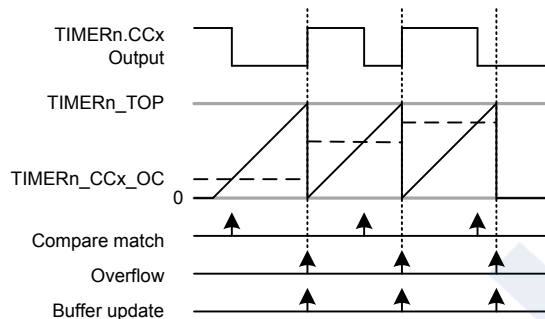 TIMERn.CCx
Output
TIMERn_TOP
TIMERn_CCx_OC
0
Compare match
Overflow
Buffer update